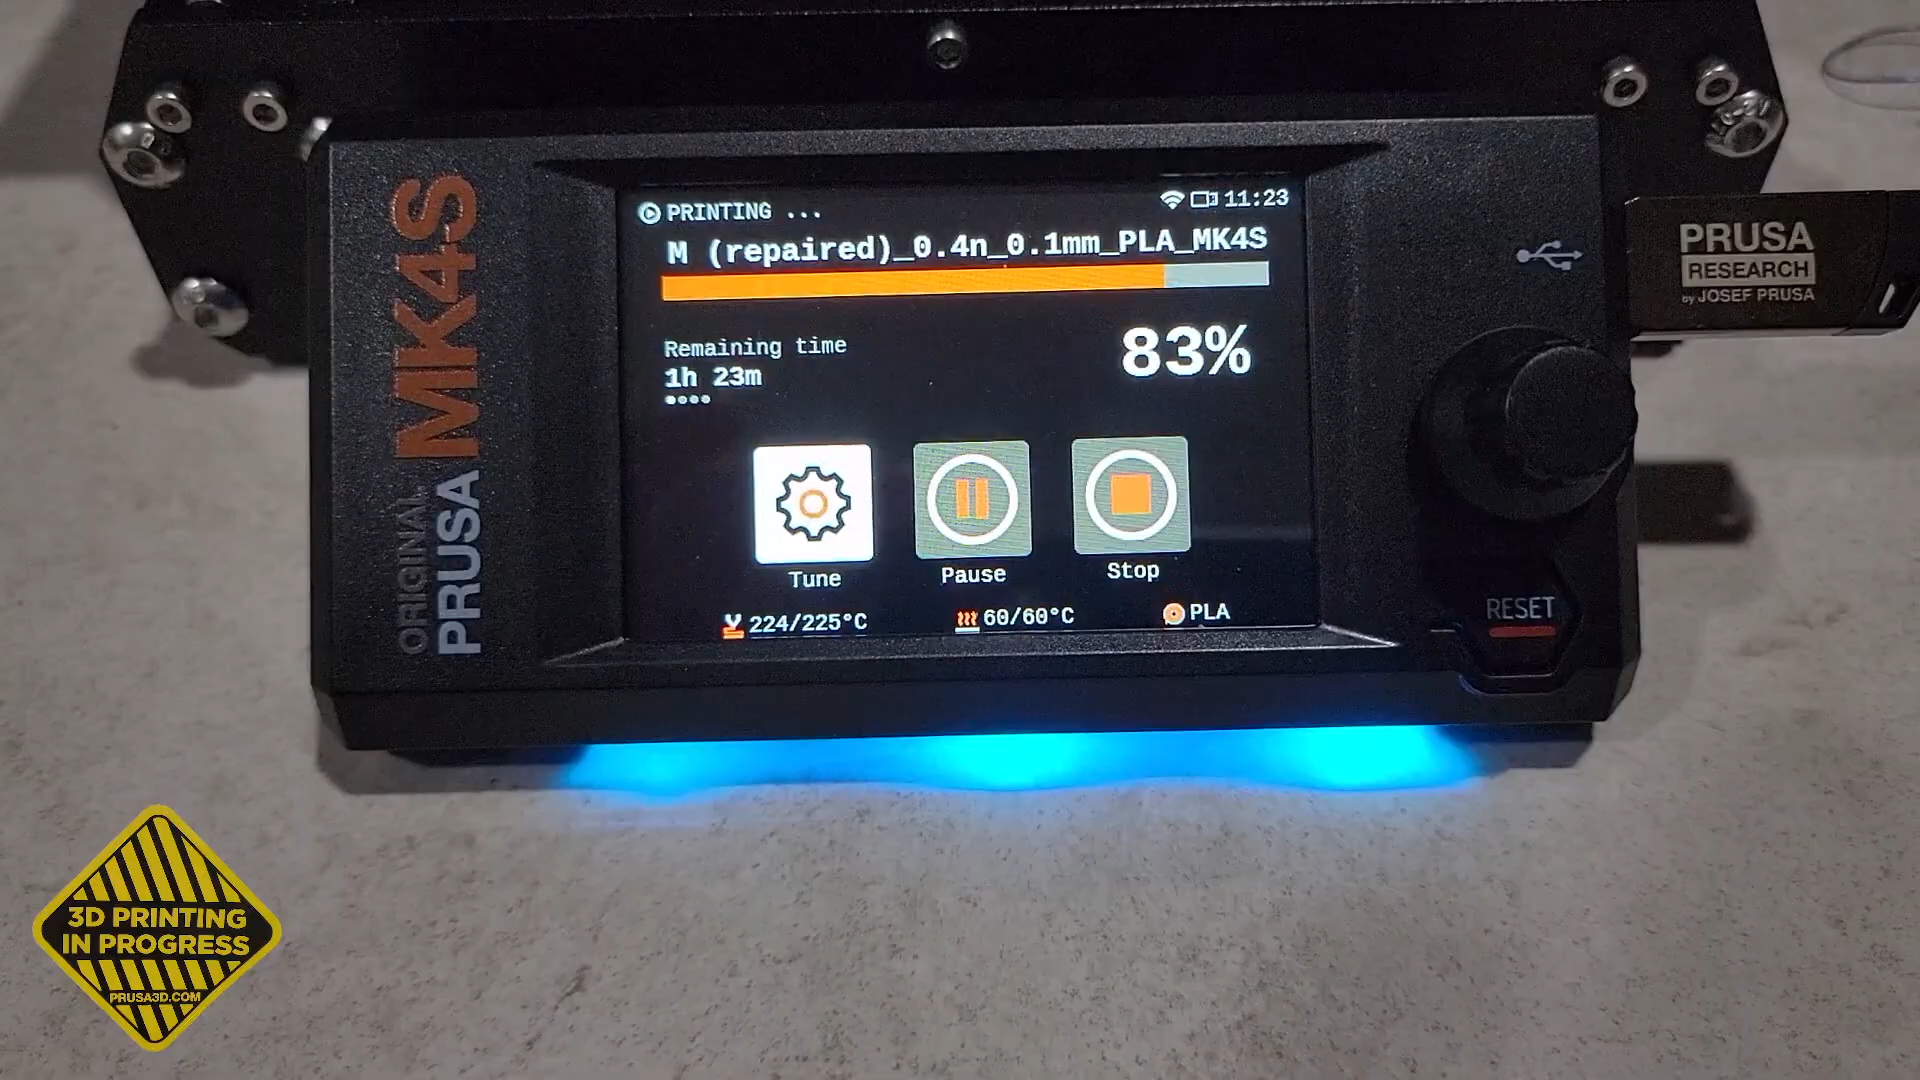 PRINTING ...
11:23
M (repaired)_0.4n_0.1mm_PLA_MK4S
Remaining time
1h 23m
83%
Tune
Pause
Stop
224/225°C
60/60°C
PLA
ORIGINAL
PRUSA MK4S
PRUSA
RESEARCH
by JOSEF PRUSA
RESET
3D PRINTING
IN PROGRESS
PRUSA3D.COM